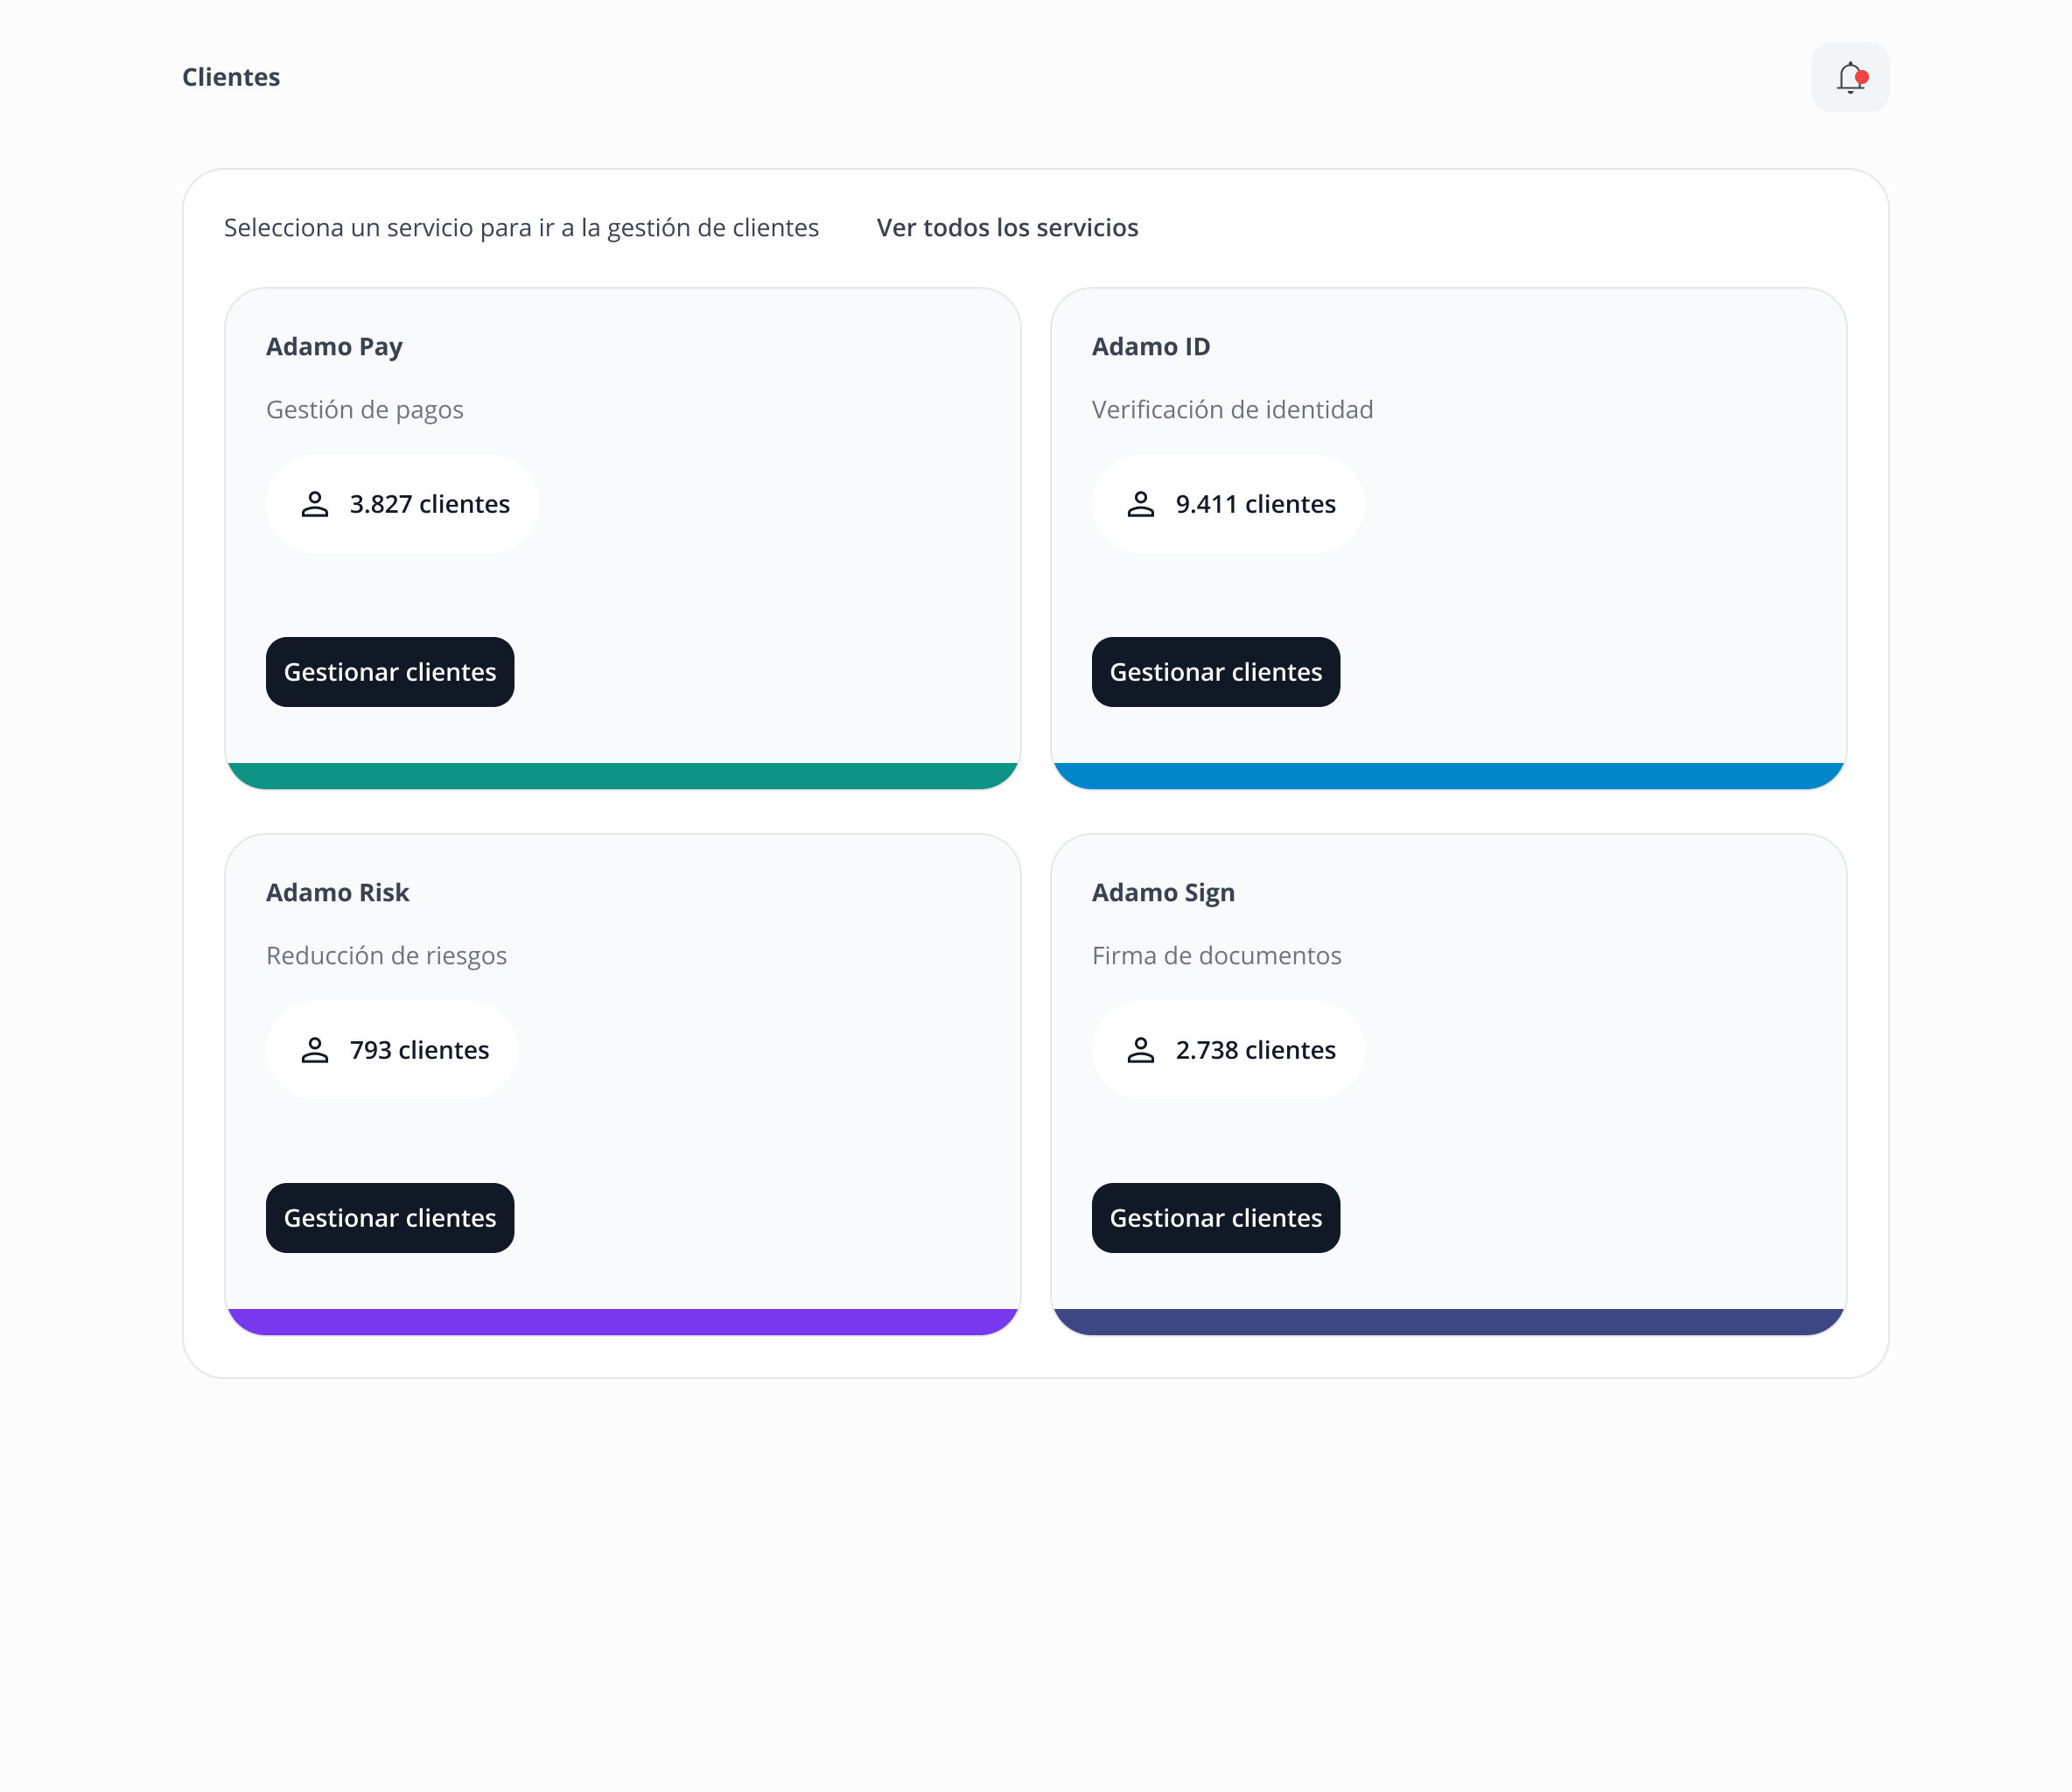 Clientes
Selecciona un servicio para ir a la gestión de clientes
Ver todos los servicios
Adamo Pay
Gestión de pagos
3.827 clientes
Gestionar clientes
Adamo ID
Verificación de identidad
9.411 clientes
Gestionar clientes
Adamo Risk
Reducción de riesgos
793 clientes
Gestionar clientes
Adamo Sign
Firma de documentos
2.738 clientes
Gestionar clientes